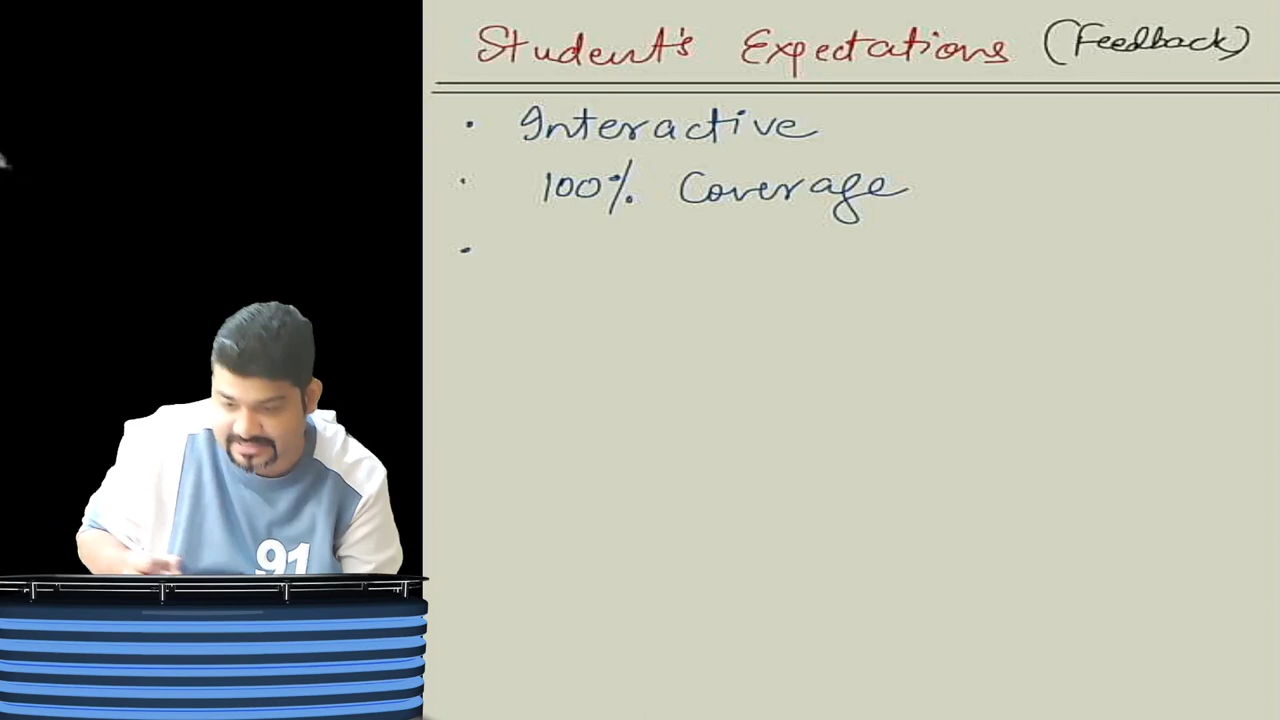 Student's Expectations (Feedback)
• Interactive
• 100% Coverage
•
91